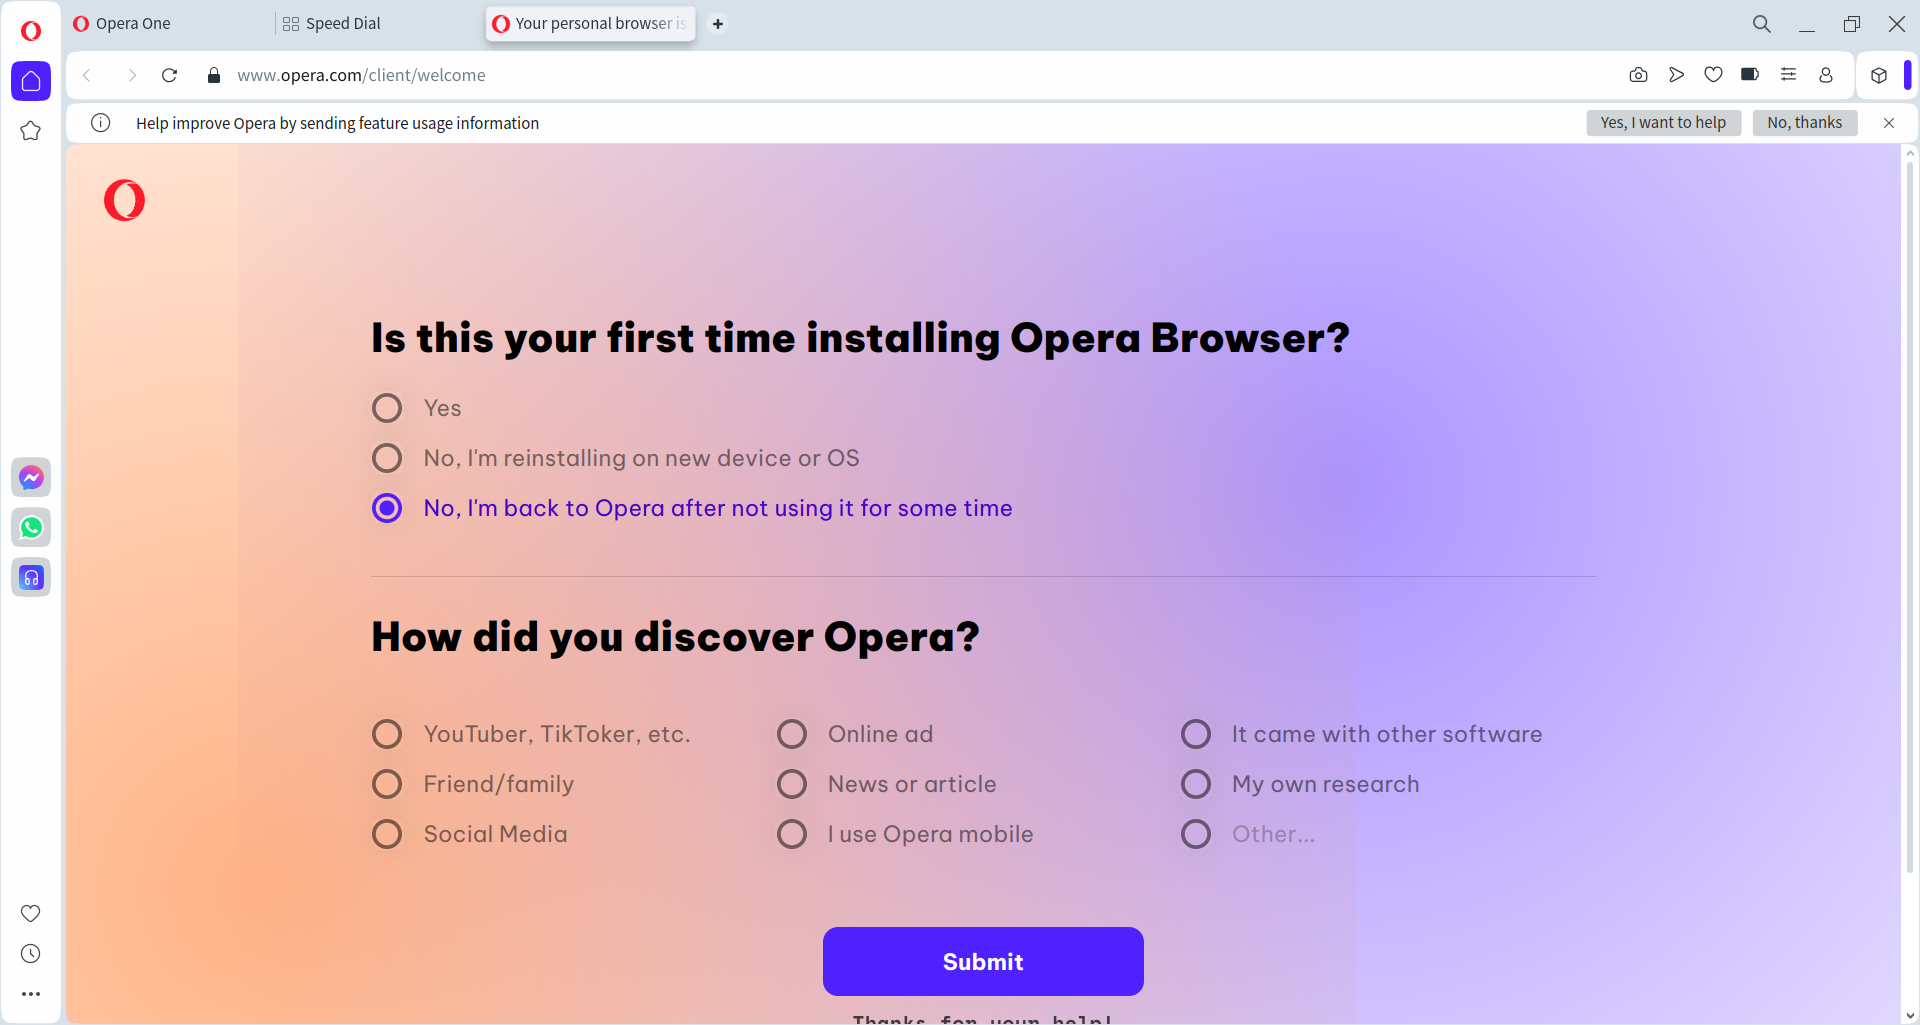 Opera One
Speed Dial
Your personal browser is
www.opera.com/client/welcome
Help improve Opera by sending feature usage information
Yes, I want to help
No, thanks
Is this your first time installing Opera Browser?
Yes
No, I'm reinstalling on new device or OS
No, I'm back to Opera after not using it for some time
How did you discover Opera?
YouTuber, TikToker, etc.
Online ad
It came with other software
Friend/family
News or article
My own research
Social Media
I use Opera mobile
Other...
Submit
Thanks for your help!